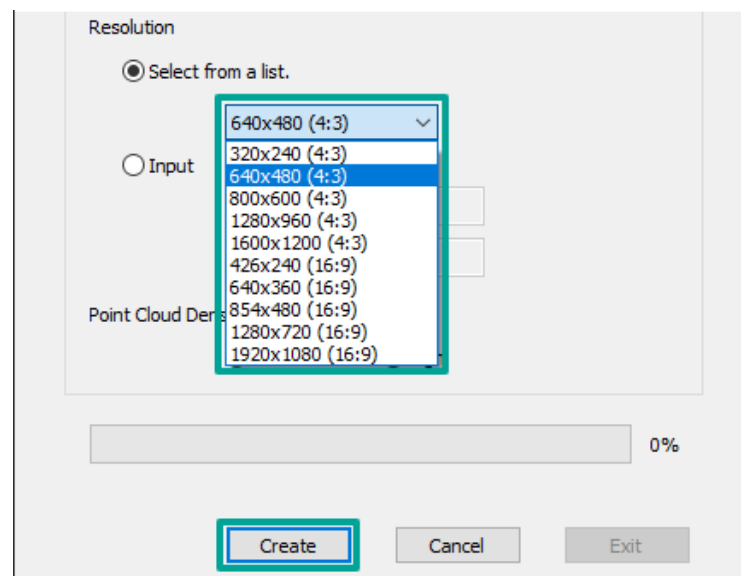 Resolution
Select from a list.
640x480 (4:3)
320x240 (4:3)
Input
640x480 (4:3)
800x600 (4:3)
1280x960 (4:3)
1600x1200 (4:3)
426x240 (16:9)
640x360 (16:9)
Point Cloud
854x480 (16:9)
1280x720 (16:9)
1920x1080 (16:9)
0%
Create Cancel Exit